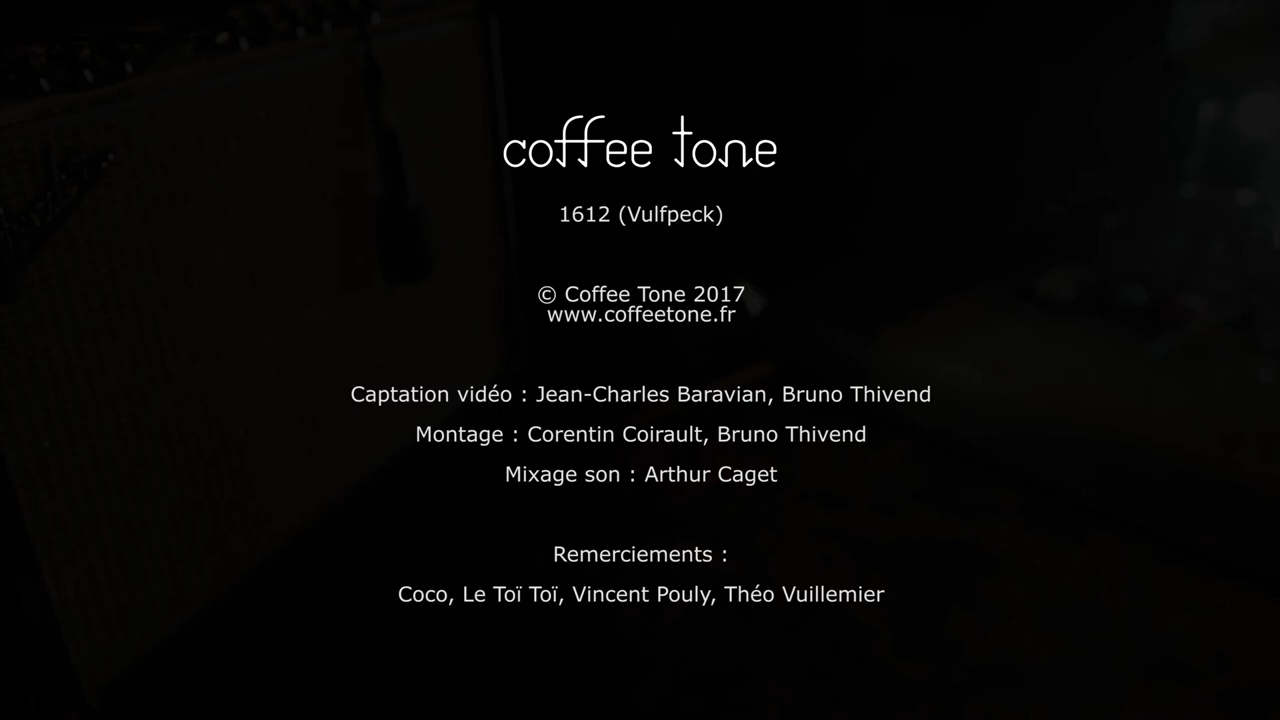 coffee tone
1612 (Vulfpeck)
© Coffee Tone 2017
www.coffeetone.fr
Captation vidéo : Jean-Charles Baravian, Bruno Thivend
Montage : Corentin Coirault, Bruno Thivend
Mixage son : Arthur Caget
Remerciements :
Coco, Le Toï Toï, Vincent Pouly, Théo Vuillemier